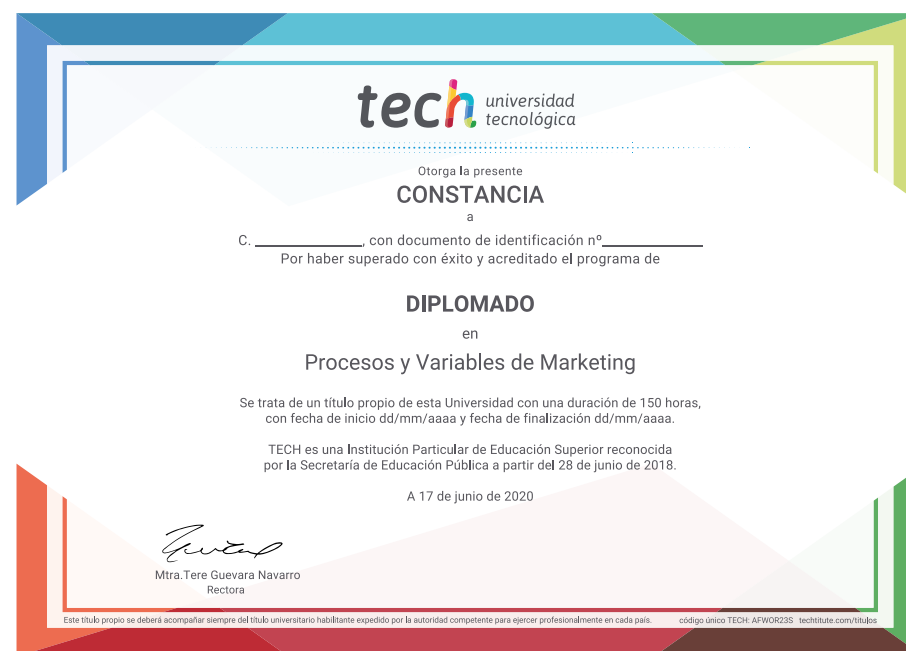 tech universidad
tecnológica
Otorga la presente
CONSTANCIA
a
C. ______________, con documento de identificación nº_____________
Por haber superado con éxito y acreditado el programa de
DIPLOMADO
en
Procesos y Variables de Marketing
Se trata de un título propio de esta Universidad con una duración de 150 horas,
con fecha de inicio dd/mm/aaaa y fecha de finalización dd/mm/aaaa.
TECH es una Institución Particular de Educación Superior reconocida
por la Secretaría de Educación Pública a partir del 28 de junio de 2018.
A 17 de junio de 2020
Mtra.Tere Guevara Navarro
Rectora
Este título propio se deberá acompañar siempre del título universitario habilitante expedido por la autoridad competente para ejercer profesionalmente en cada país. código único TECH: AFWOR23S techtitute.com/titulos